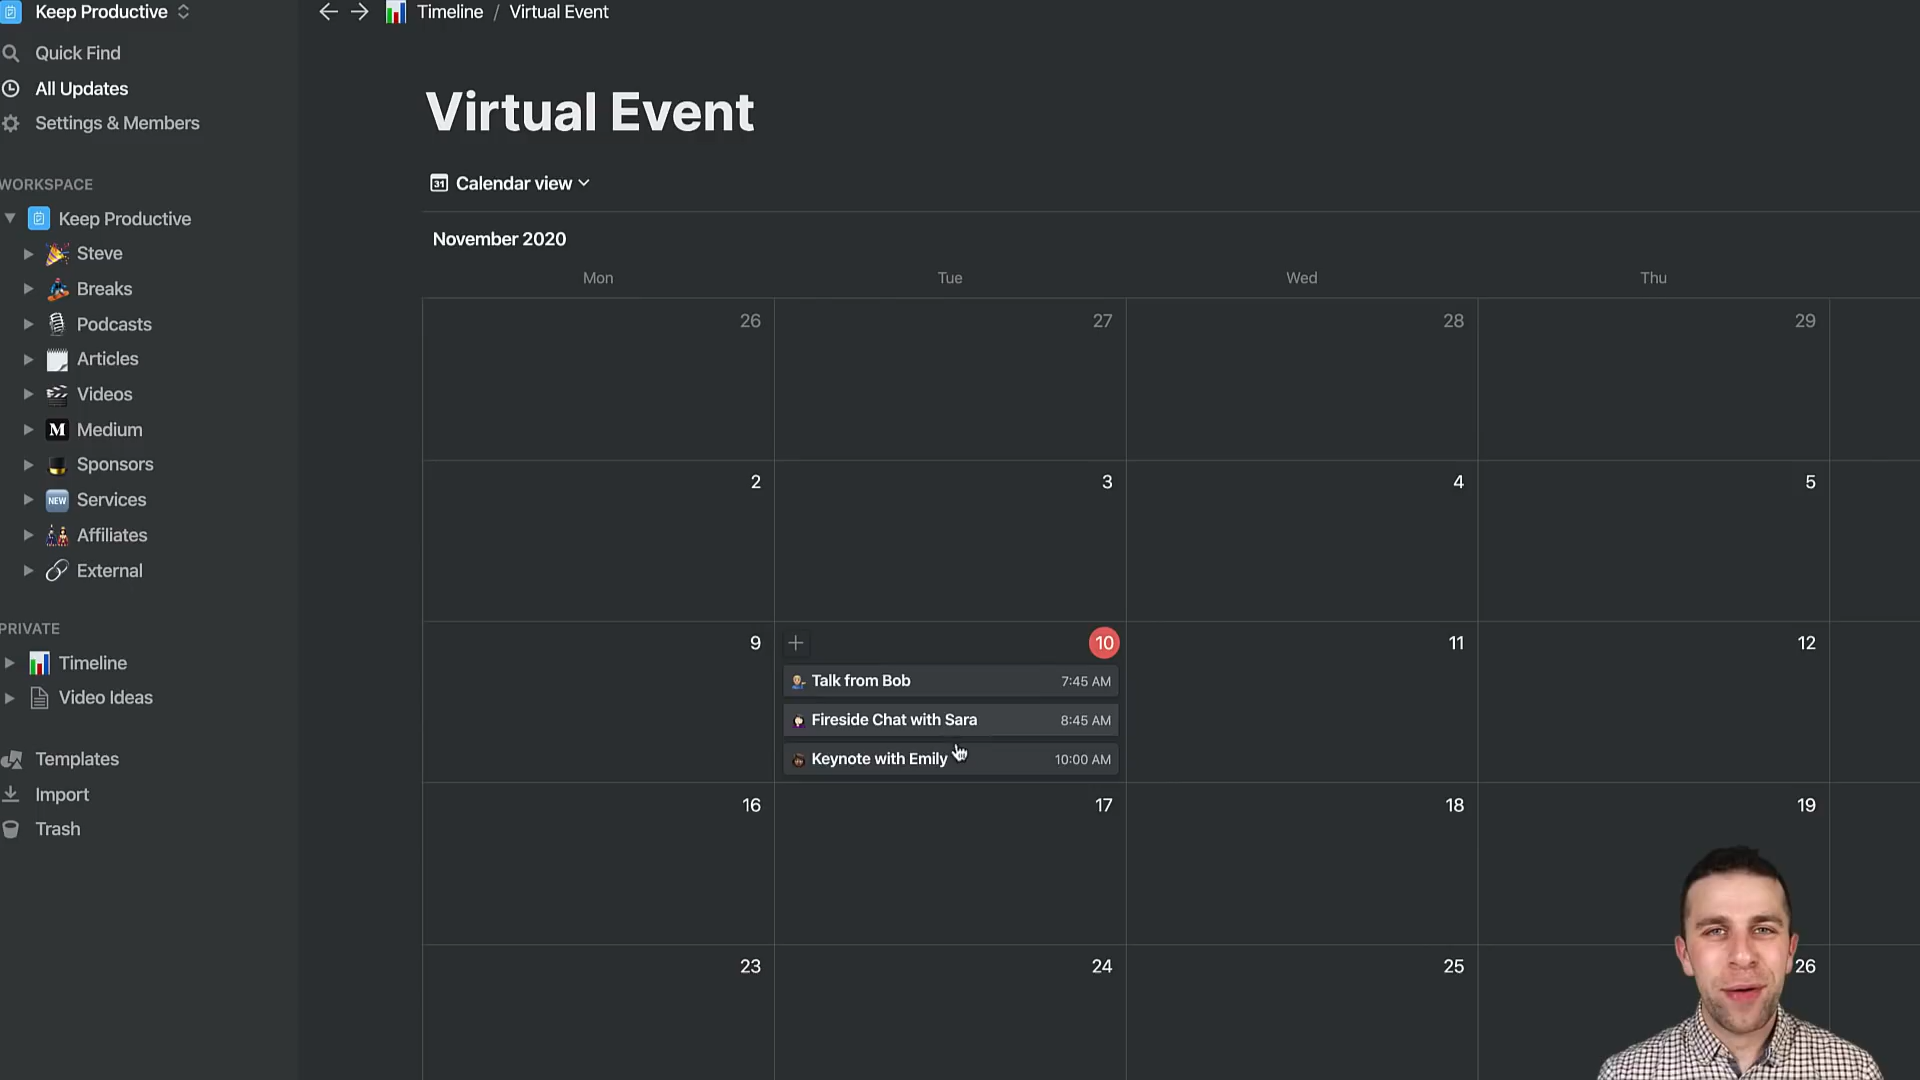 Keep Productive
Timeline / Virtual Event
Quick Find
All Updates
Settings & Members
WORKSPACE
Keep Productive
Steve
Breaks
Podcasts
Articles
Videos
M Medium
Sponsors
NEW Services
Affiliates
External
PRIVATE
Timeline
Video Ideas
Templates
Import
Trash
Virtual Event
31 Calendar view
November 2020
Mon Tue Wed Thu
26 27 28 29
2 3 4 5
9 10 11 12
Talk from Bob 7:45 AM
Fireside Chat with Sara 8:45 AM
Keynote with Emily 10:00 AM
16 17 18 19
23 24 25 26